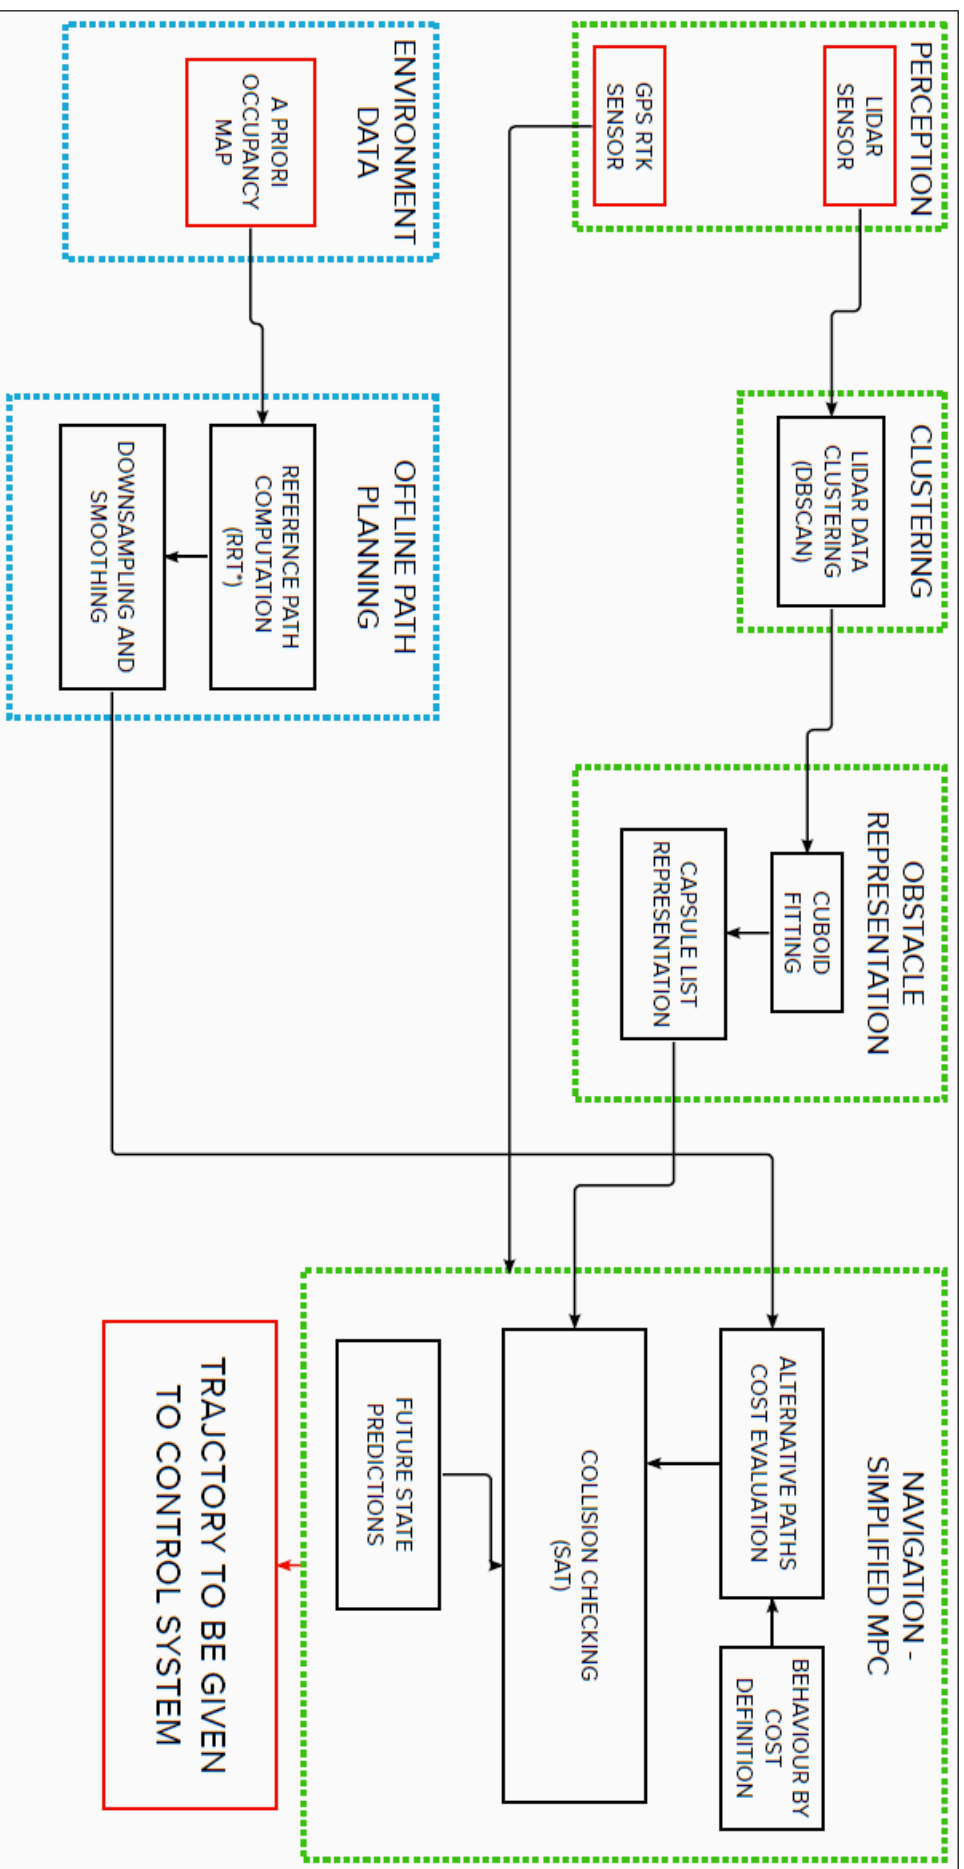 PERCEPTION
LIDAR
SENSOR
GPS RTK
SENSOR
CLUSTERING
LIDAR DATA
CLUSTERING
(DBSCAN)
OBSTACLE
REPRESENTATION
CUBOID
FITTING
CAPSULE LIST
REPRESENTATION
NAVIGATION -
SIMPLIFIED MPC
ALTERNATIVE PATHS
COST EVALUATION
BEHAVIOUR BY
COST
DEFINITION
COLLISION CHECKING
(SAT)
FUTURE STATE
PREDICTIONS
ENVIRONMENT
DATA
A PRIORI
OCCUPANCY
MAP
OFFLINE PATH
PLANNING
REFERENCE PATH
COMPUTATION
(RRT*)
DOWNSAMPLING AND
SMOOTHING
TRAJCTORY TO BE GIVEN
TO CONTROL SYSTEM